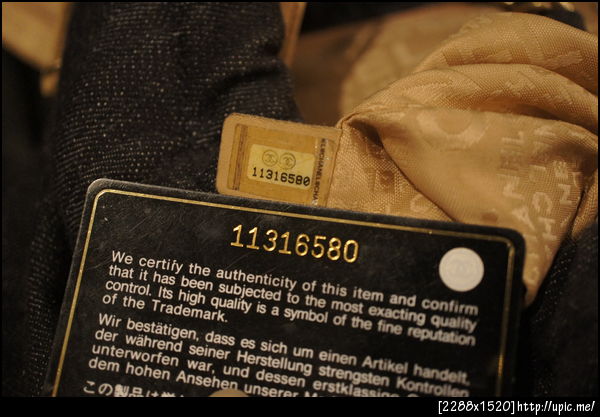 11316580
11316580
We certify the authenticity of this item and confirm
that it has been subjected to the most exacting quality
control. Its high quality is a symbol of the fine reputation
of the Trademark.
Wir bestätigen, dass es sich um einen Artikel handelt,
der während seiner Herstellung strengsten Kontrollen
unterworfen war, und dessen erstklassige
dem hohen Ansehen unserer
この製品は
[2288x1520]http://upic.me/